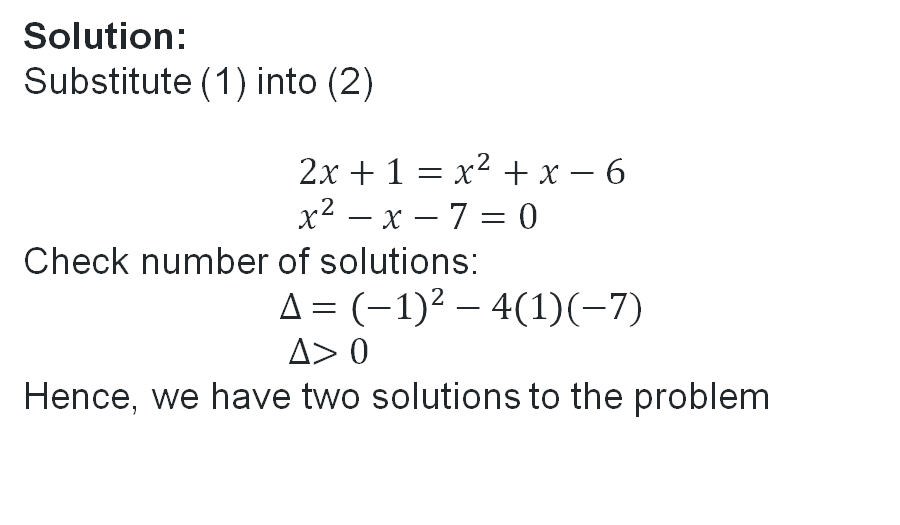 Solution:
Substitute (1) into (2)
2𝑥 + 1 = 𝑥² + 𝑥 − 6
𝑥² − 𝑥 − 7 = 0
Check number of solutions:
Δ = (−1)² − 4(1)(−7)
Δ> 0
Hence, we have two solutions to the problem